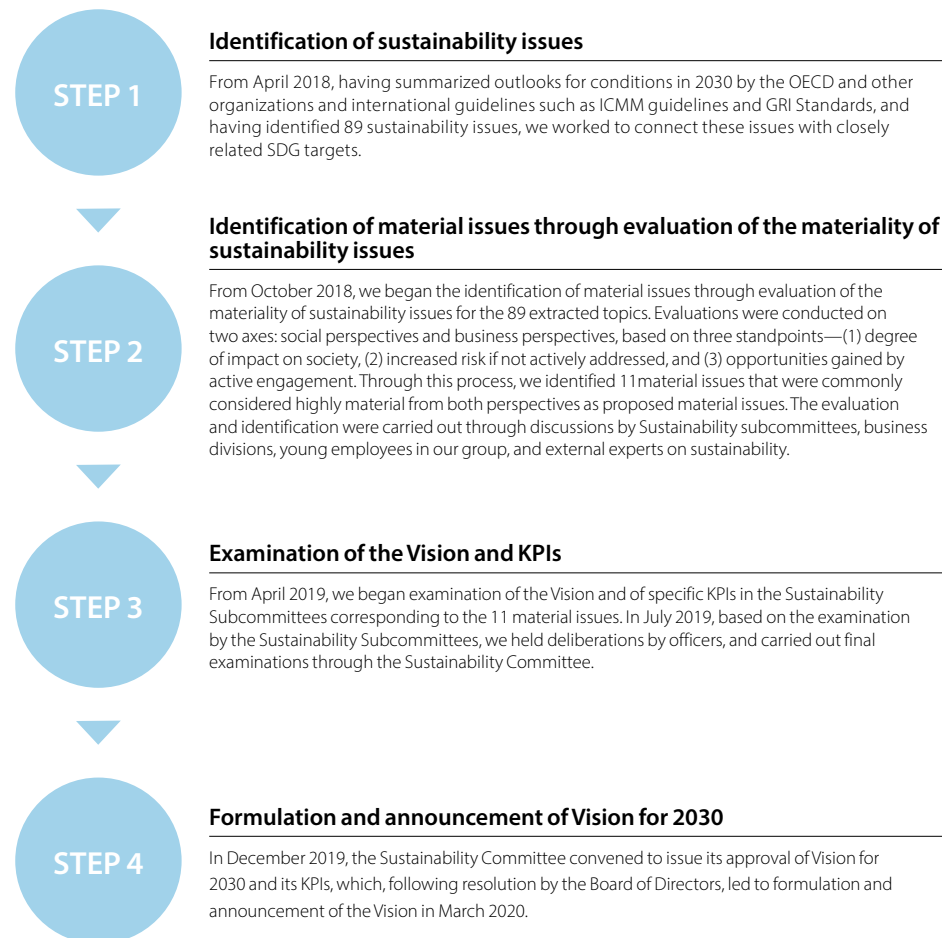 STEP 1
Identification of sustainability issues
From April 2018, having summarized outlooks for conditions in 2030 by the OECD and other
organizations and international guidelines such as ICMM guidelines and GRI Standards, and
having identified 89 sustainability issues, we worked to connect these issues with closely
related SDG targets.
STEP 2
Identification of material issues through evaluation of the materiality of
sustainability issues
From October 2018, we began the identification of material issues through evaluation of the
materiality of sustainability issues for the 89 extracted topics. Evaluations were conducted on
two axes: social perspectives and business perspectives, based on three standpoints—(1) degree
of impact on society, (2) increased risk if not actively addressed, and (3) opportunities gained by
active engagement. Through this process, we identified 11material issues that were commonly
considered highly material from both perspectives as proposed material issues. The evaluation
and identification were carried out through discussions by Sustainability subcommittees, business
divisions, young employees in our group, and external experts on sustainability.
STEP 3
Examination of the Vision and KPIs
From April 2019, we began examination of the Vision and of specific KPIs in the Sustainability
Subcommittees corresponding to the 11 material issues. In July 2019, based on the examination
by the Sustainability Subcommittees, we held deliberations by officers, and carried out final
examinations through the Sustainability Committee.
STEP 4
Formulation and announcement of Vision for 2030
In December 2019, the Sustainability Committee convened to issue its approval of Vision for
2030 and its KPIs, which, following resolution by the Board of Directors, led to formulation and
announcement of the Vision in March 2020.